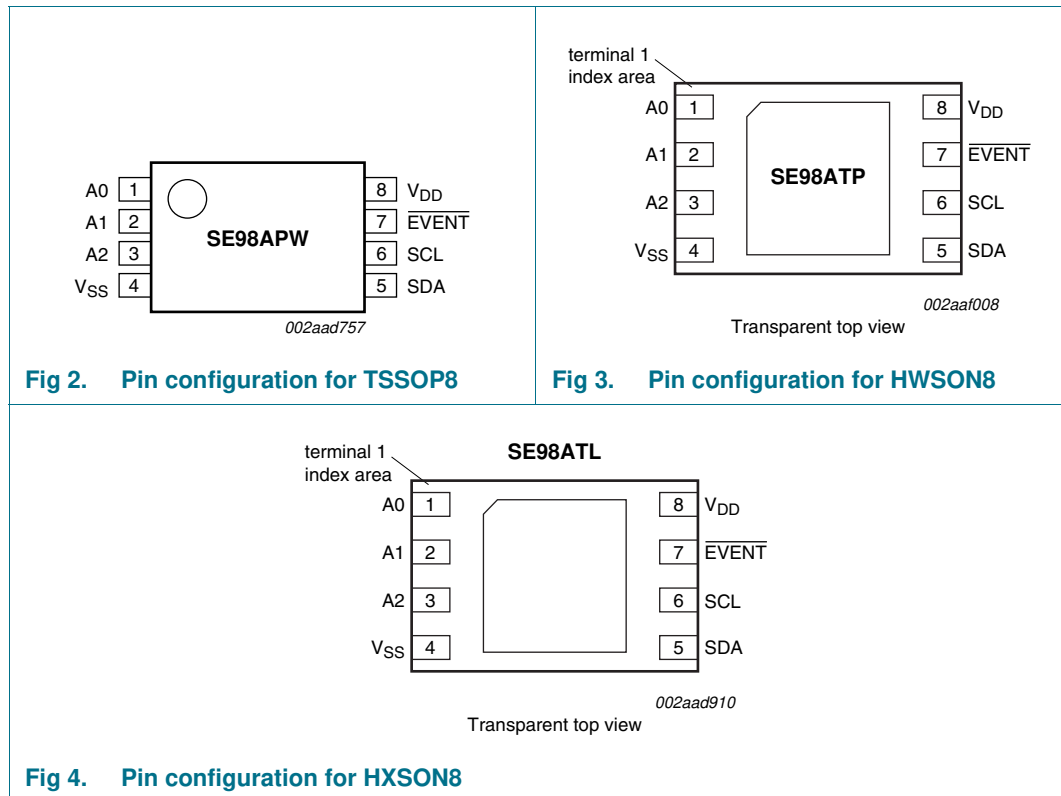 A0 1
A1 2
A2 3
VSS 4
SE98APW
8 VDD
7 EVENT
6 SCL
5 SDA
002aad757
Fig 2. Pin configuration for TSSOP8
terminal 1
index area
A0 1
A1 2
A2 3
VSS 4
SE98ATP
8 VDD
7 EVENT
6 SCL
5 SDA
002aaf008
Transparent top view
Fig 3. Pin configuration for HWSON8
terminal 1
index area
SE98ATL
A0 1
A1 2
A2 3
VSS 4
8 VDD
7 EVENT
6 SCL
5 SDA
002aad910
Transparent top view
Fig 4. Pin configuration for HXSON8